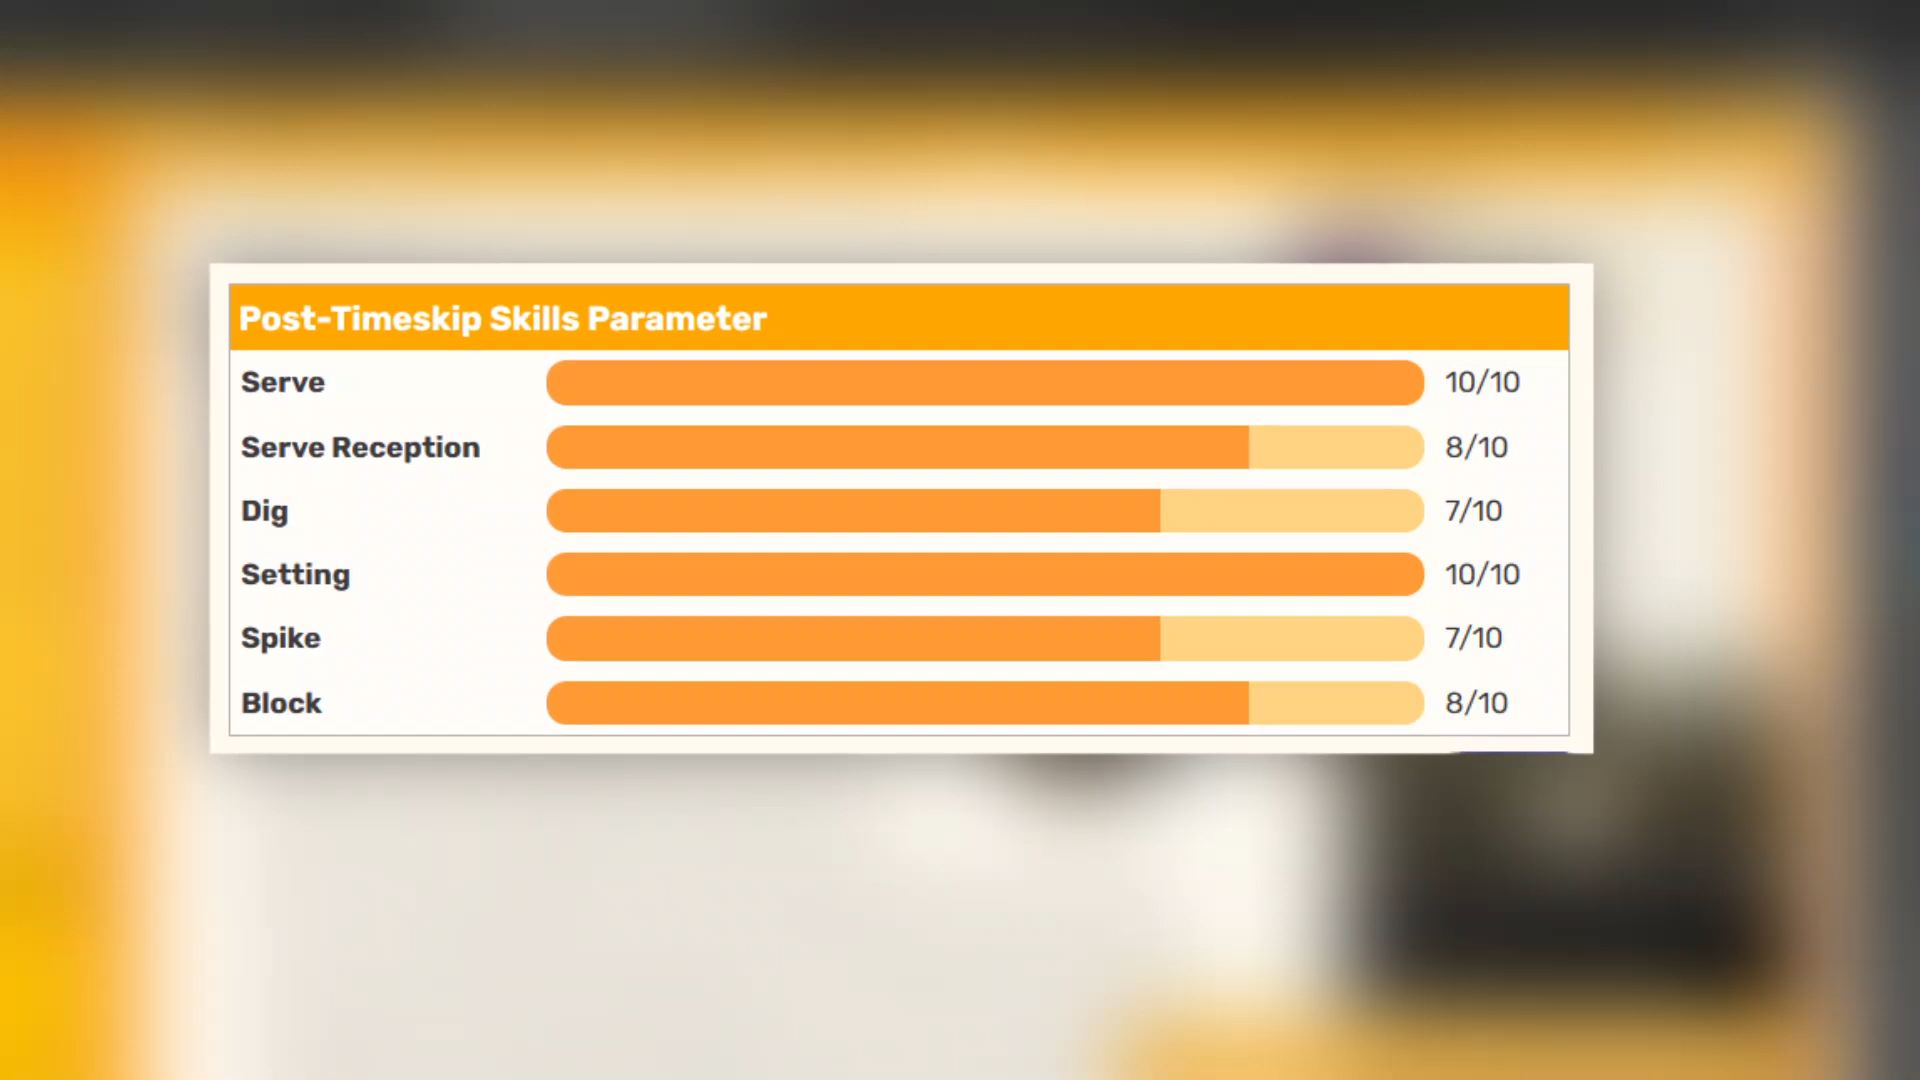 Post-Timeskip Skills Parameter
Serve 10/10
Serve Reception 8/10
Dig 7/10
Setting 10/10
Spike 7/10
Block 8/10